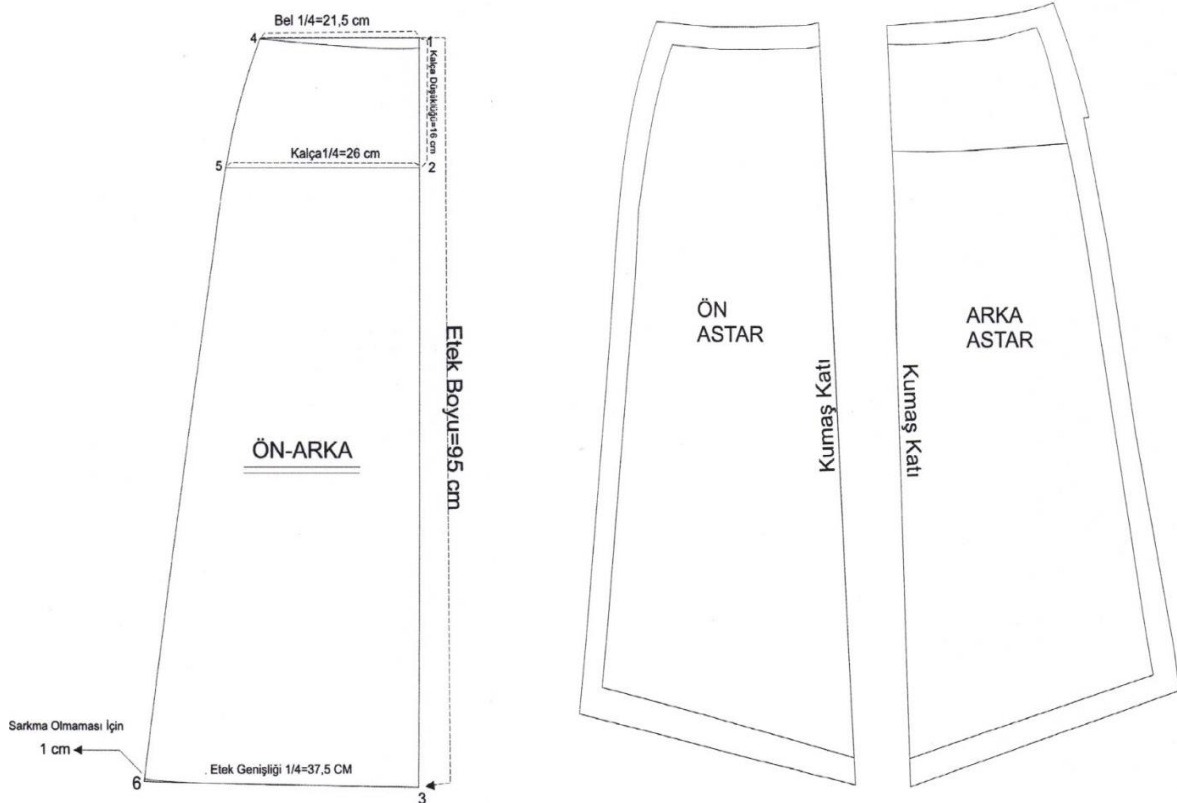 Bel 1/4=21,5 cm
4
1
Kalça Düşüklüğü=16 cm
Kalça1/4=26 cm
5
2
Etek Boyu=95 cm
ÖN-ARKA
Sarkma Olmaması İçin
1 cm
6
Etek Genişliği 1/4=37,5 CM
3
ÖN
ASTAR
Kumaş Katı
ARKA
ASTAR
Kumaş Katı